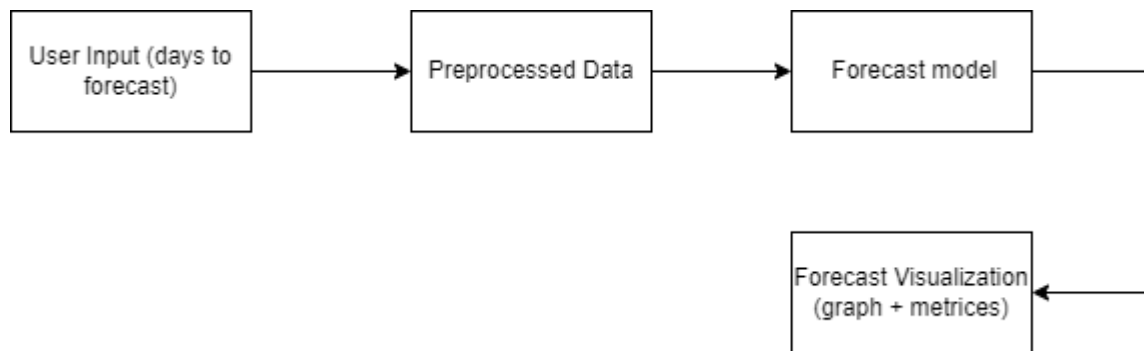 User Input (days to
forecast)
Preprocessed Data
Forecast model
Forecast Visualization
(graph + metrices)